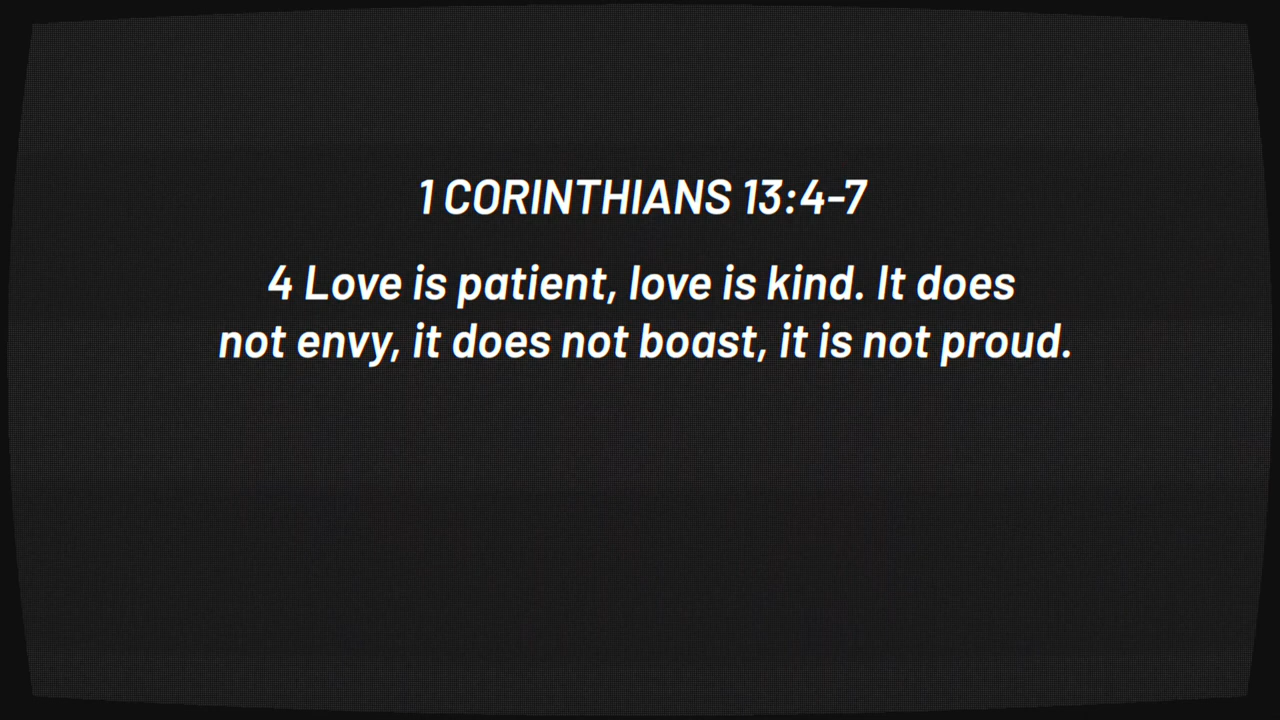 1 CORINTHIANS 13:4-7
4 Love is patient, love is kind. It does
not envy, it does not boast, it is not proud.